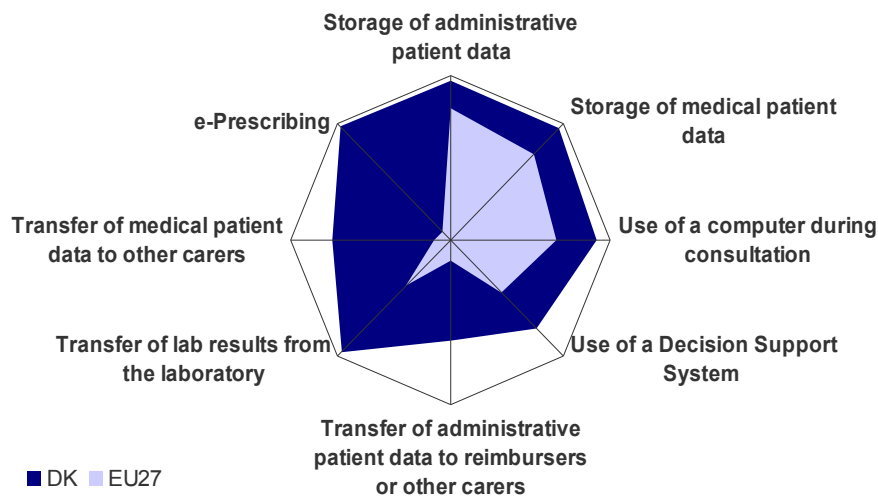 Storage of administrative
patient data
Storage of medical patient
data
Use of a computer during
consultation
Use of a Decision Support
System
Transfer of administrative
patient data to reimbursers
or other carers
Transfer of lab results from
the laboratory
Transfer of medical patient
data to other carers
e-Prescribing
DK EU27